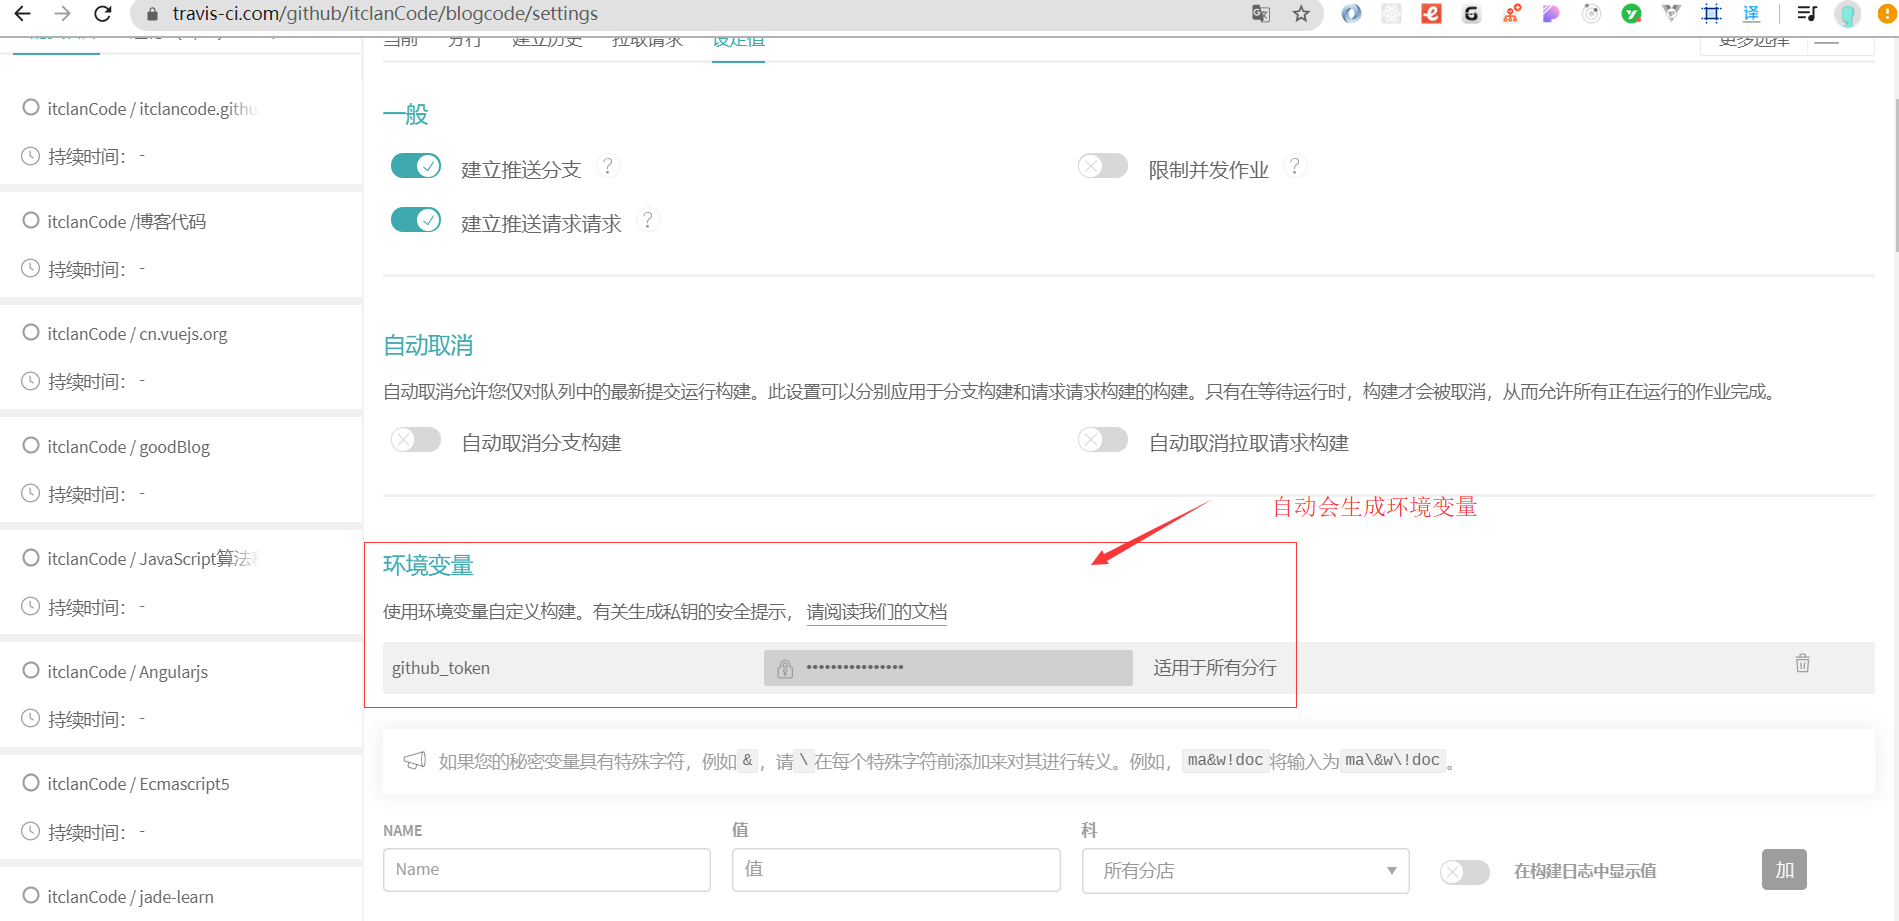 travis-ci.com/github/itclanCode/blogcode/settings
当前 分行 建立历史 拉取请求 设定值
更多选择
itclanCode / itclancode.githu
持续时间： -
itclanCode /博客代码
持续时间： -
itclanCode / cn.vuejs.org
持续时间： -
itclanCode / goodBlog
持续时间： -
itclanCode / JavaScript算法
持续时间： -
itclanCode / Angularjs
持续时间： -
itclanCode / Ecmascript5
持续时间： -
itclanCode / jade-learn
一般
建立推送分支 ?
限制并发作业 ?
建立推送请求请求 ?
自动取消
自动取消允许您仅对队列中的最新提交运行构建。此设置可以分别应用于分支构建和请求请求构建的构建。只有在等待运行时，构建才会被取消，从而允许所有正在运行的作业完成。
自动取消分支构建
自动取消拉取请求构建
自动会生成环境变量
环境变量
使用环境变量自定义构建。有关生成私钥的安全提示，请阅读我们的文档
github_token •••••••••••••••• 适用于所有分行
如果您的秘密变量具有特殊字符，例如&，请\在每个特殊字符前添加来对其进行转义。例如，ma&w!doc将输入为ma\&w\!doc。
NAME 值 科
Name 值 所有分店 在构建日志中显示值 加